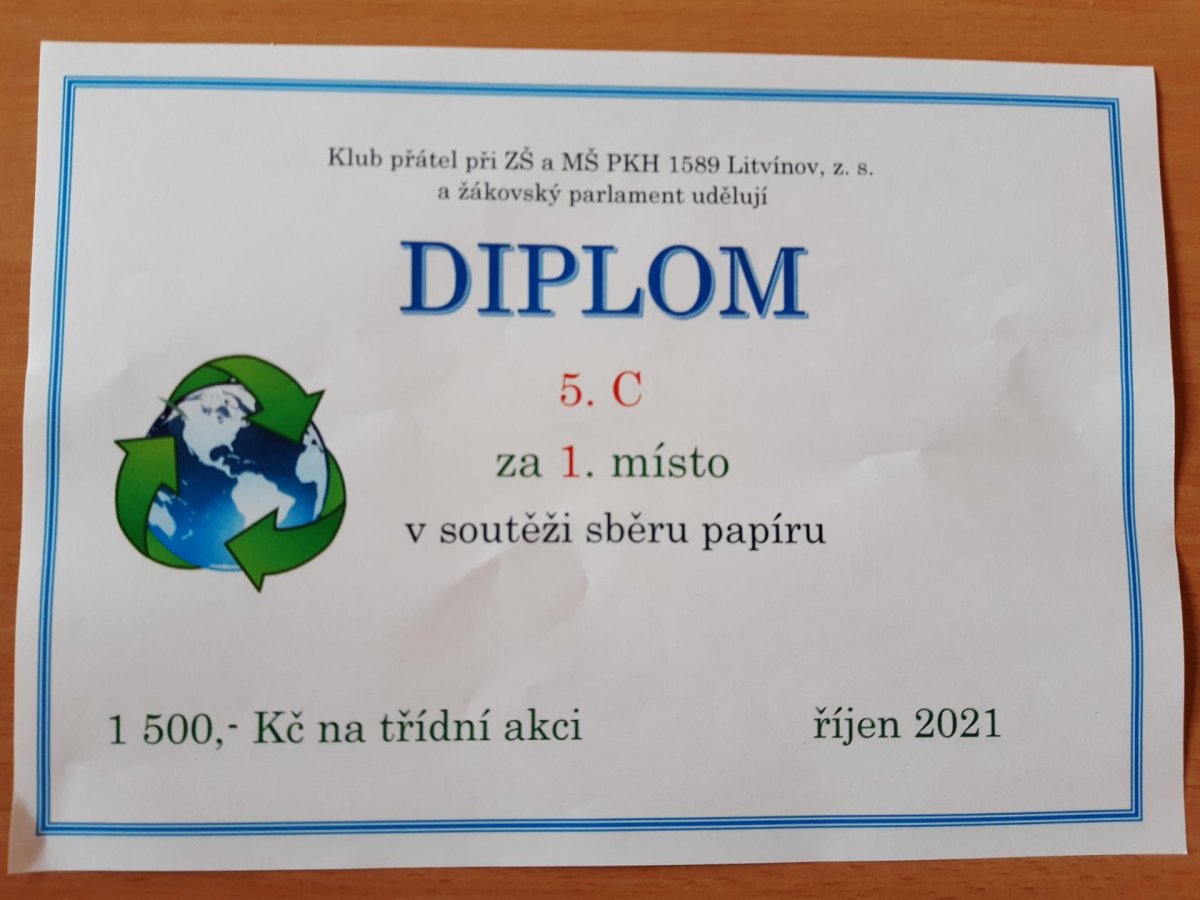 Klub přátel při ZŠ a MŠ PKH 1589 Litvínov, z. s.
a žákovský parlament udělují
DIPLOM
5. C
za 1. místo
v soutěži sběru papíru
1 500,- Kč na třídní akci
říjen 2021